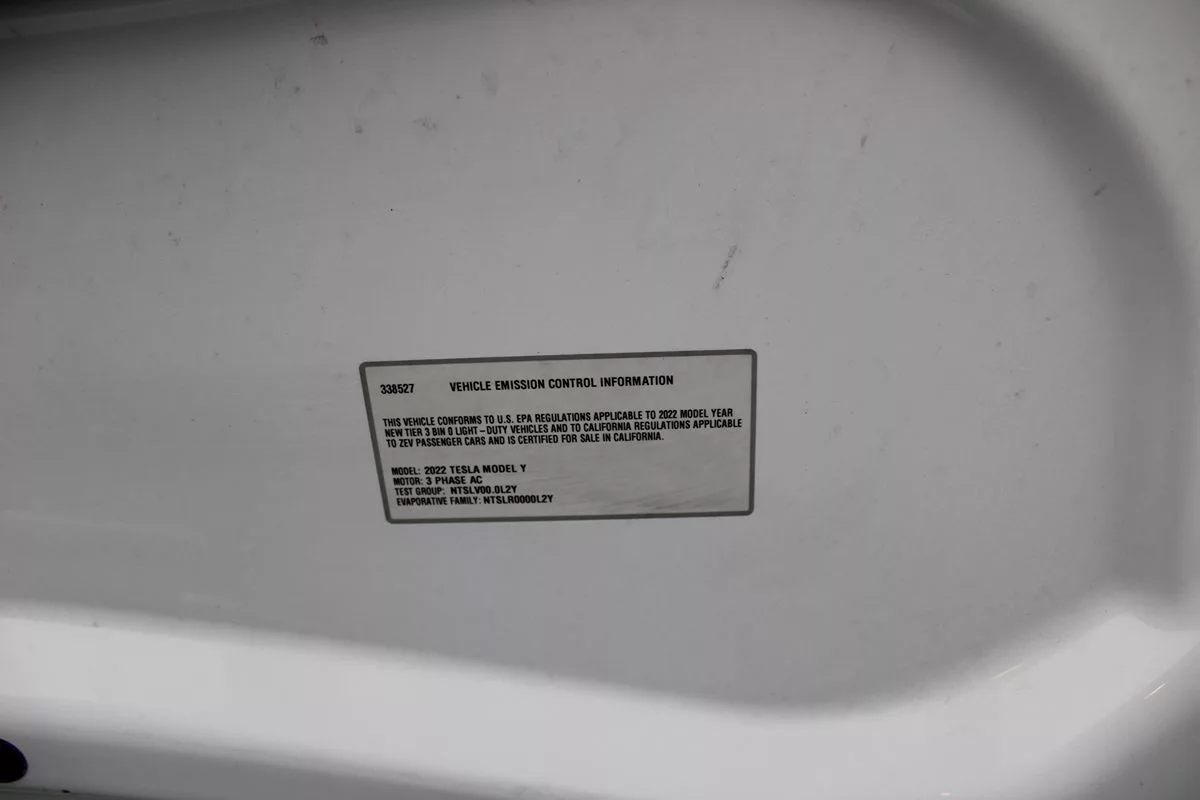 338527 VEHICLE EMISSION CONTROL INFORMATION
THIS VEHICLE CONFORMS TO U.S. EPA REGULATIONS APPLICABLE TO 2022 MODEL YEAR
NEW TIER 3 BIN 0 LIGHT-DUTY VEHICLES AND TO CALIFORNIA REGULATIONS APPLICABLE
TO ZEV PASSENGER CARS AND IS CERTIFIED FOR SALE IN CALIFORNIA.
MODEL: 2022 TESLA MODEL Y
MOTOR: 3 PHASE AC
TEST GROUP: NTSLV00.0L2Y
EVAPORATIVE FAMILY: NTSLR0000L2Y